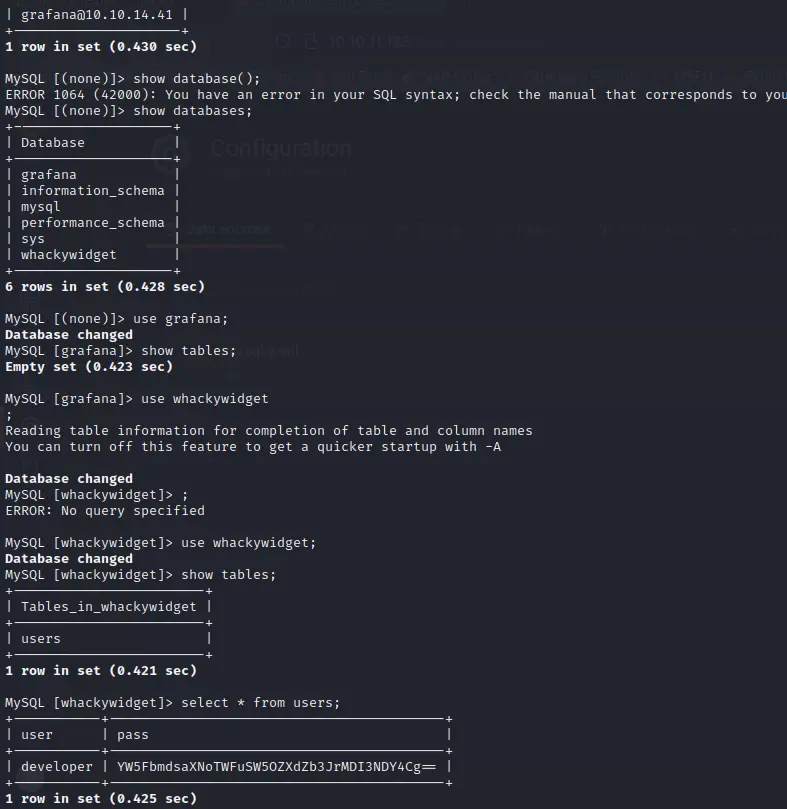 | grafana@10.10.14.41 |
+---------------------+
1 row in set (0.430 sec)
MySQL [(none)]> show database();
ERROR 1064 (42000): You have an error in your SQL syntax; check the manual that corresponds to you
MySQL [(none)]> show databases;
+--------------------+
| Database           |
+--------------------+
| grafana            |
| information_schema |
| mysql              |
| performance_schema |
| sys                |
| whackywidget       |
+--------------------+
6 rows in set (0.428 sec)
MySQL [(none)]> use grafana;
Database changed
MySQL [grafana]> show tables;
Empty set (0.423 sec)
MySQL [grafana]> use whackywidget
;
Reading table information for completion of table and column names
You can turn off this feature to get a quicker startup with -A
Database changed
MySQL [whackywidget]> ;
ERROR: No query specified
MySQL [whackywidget]> use whackywidget;
Database changed
MySQL [whackywidget]> show tables;
+------------------------+
| Tables_in_whackywidget |
+------------------------+
| users                  |
+------------------------+
1 row in set (0.421 sec)
MySQL [whackywidget]> select * from users;
+-----------+------------------------------------------+
| user      | pass                                     |
+-----------+------------------------------------------+
| developer | YW5FbmdsaXNoTWFuSW5OZXdZb3JrMDI3NDY4Cg== |
+-----------+------------------------------------------+
1 row in set (0.425 sec)
Configuration
Data sources